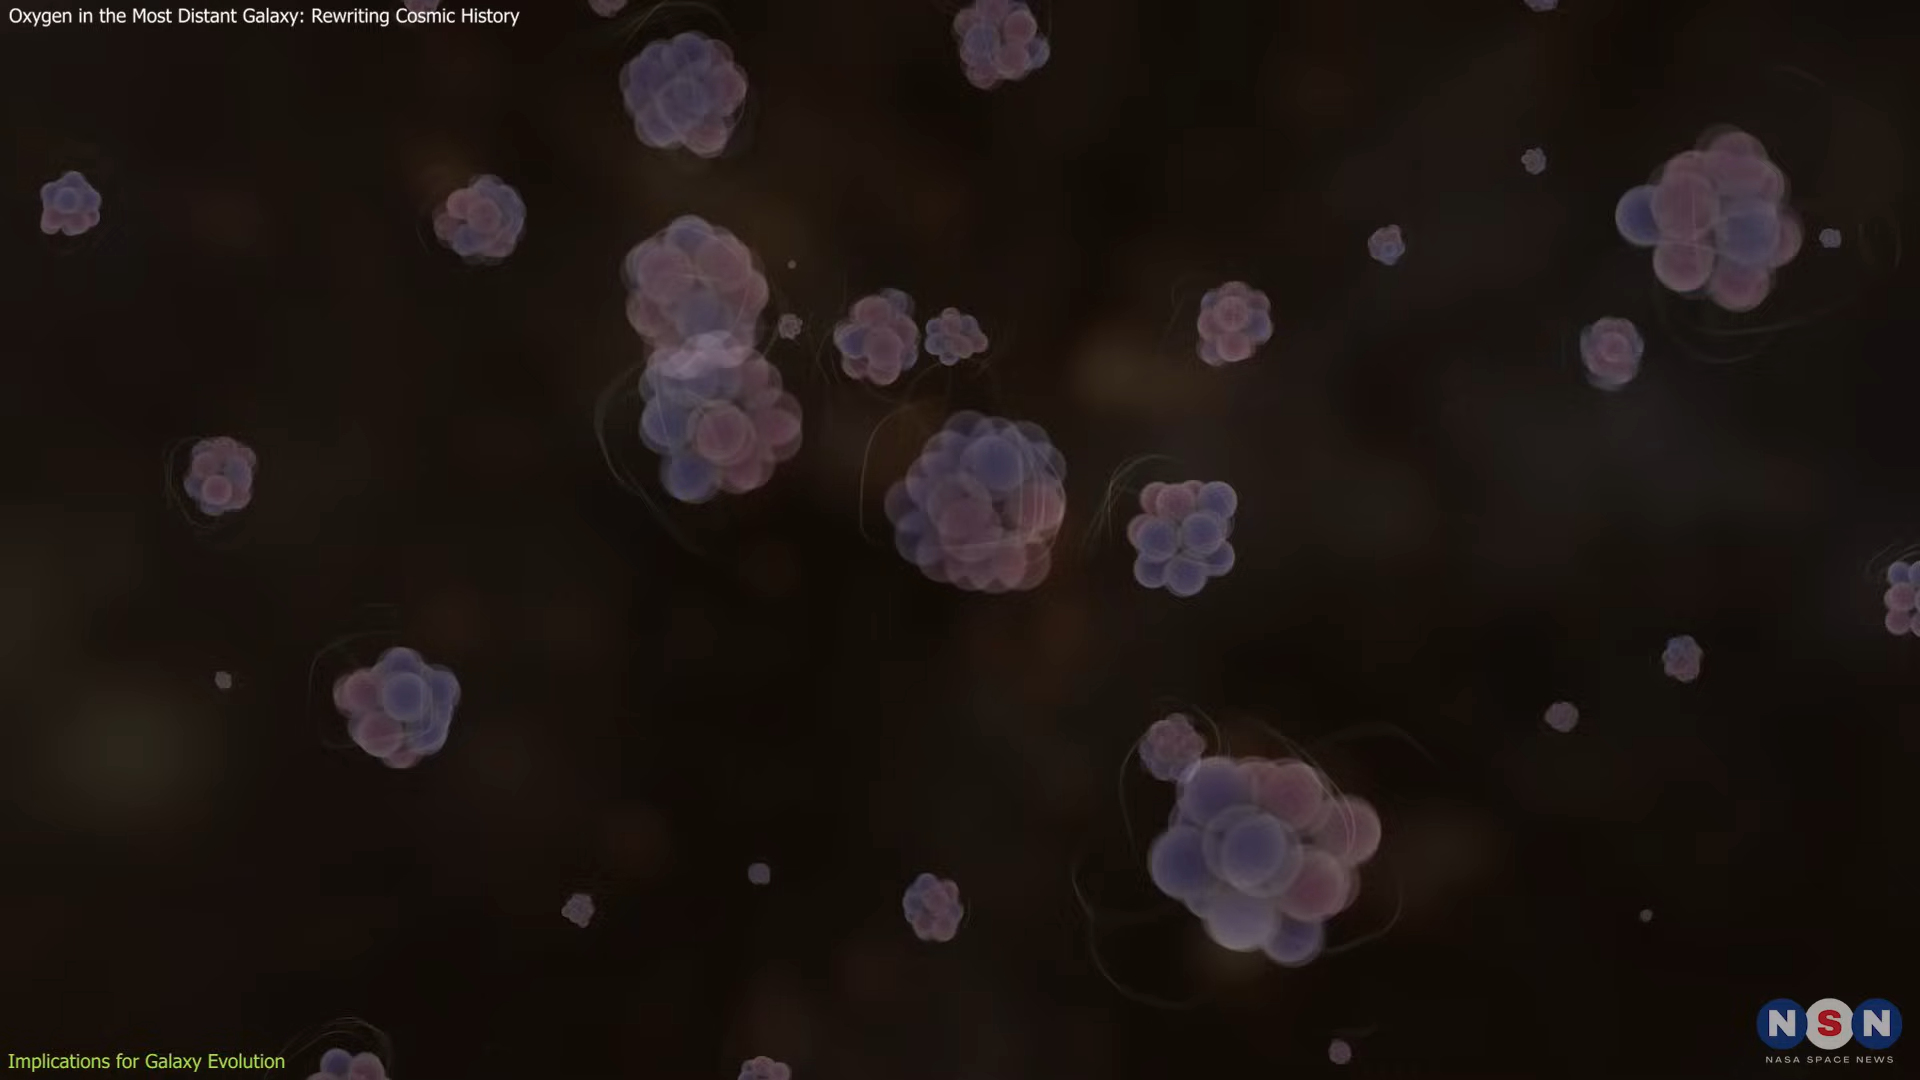 Oxygen in the Most Distant Galaxy: Rewriting Cosmic History
Implications for Galaxy Evolution
NSN
NASA SPACE NEWS